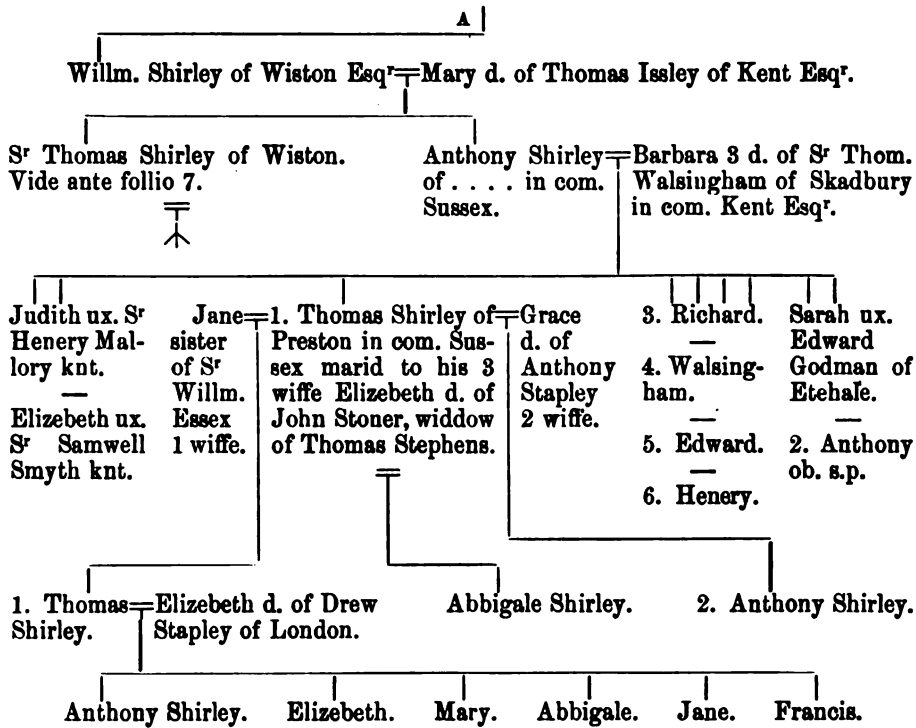 A
Willm. Shirley of Wiston Esqʳ Mary d. of Thomas Issley of Kent Esqʳ.
Sʳ Thomas Shirley of Wiston.
Vide ante follio 7.
Anthony Shirley
of . . . . in com.
Sussex.
Barbara 3 d. of Sʳ Thom.
Walsingham of Skadbury
in com. Kent Esqʳ.
Judith ux. Sʳ
Henery Mal-
lory knt.
—
Elizebeth ux.
Sʳ Samwell
Smyth knt.
Jane
sister
of Sʳ
Willm.
Essex
1 wiffe.
1. Thomas Shirley of
Preston in com. Sus-
sex marid to his 3
wiffe Elizebeth d. of
John Stoner, widdow
of Thomas Stephens.
Grace
d. of
Anthony
Stapley
2 wiffe.
3. Richard.
—
4. Walsing-
ham.
—
5. Edward.
—
6. Henery.
Sarah ux.
Edward
Godman of
Etehale.
—
2. Anthony
ob. s.p.
1. Thomas
Shirley.
Elizebeth d. of Drew
Stapley of London.
Abbigale Shirley.
2. Anthony Shirley.
Anthony Shirley. Elizebeth. Mary. Abbigale. Jane. Francis.